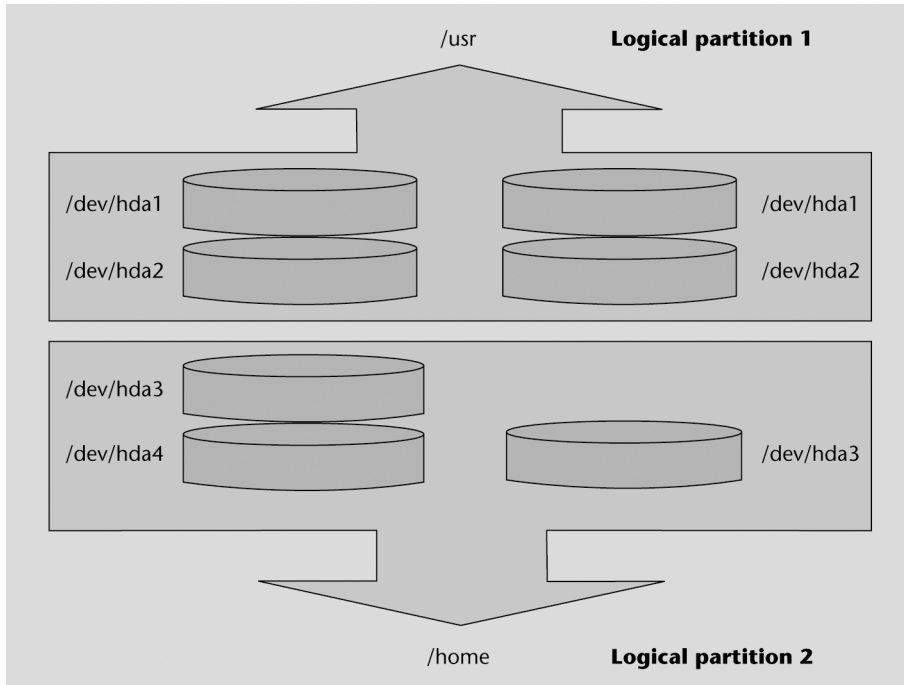 /usr
Logical partition 1
/dev/hda1
/dev/hda1
/dev/hda2
/dev/hda2
/dev/hda3
/dev/hda4
/dev/hda3
/home
Logical partition 2